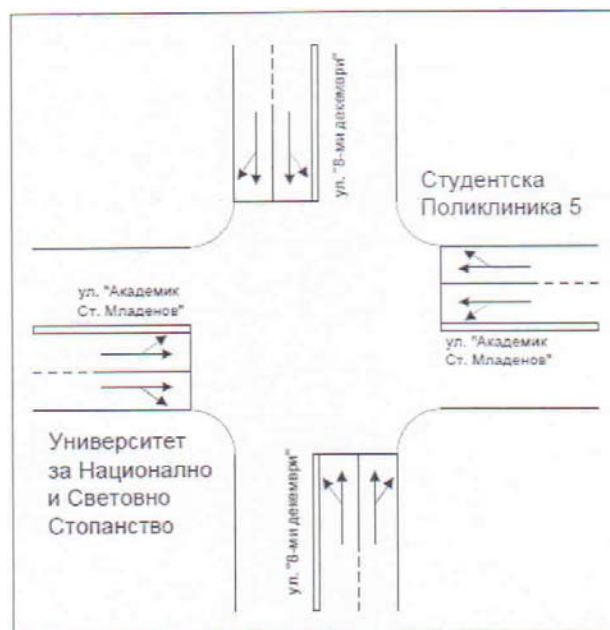 ул. "8-ми декември"
Студентска
Поликлиника 5
ул. "Академик
Ст. Младенов"
ул. "Академик
Ст. Младенов"
Университет
за Национално
и Световно
Стопанство
ул. "8-ми декември"